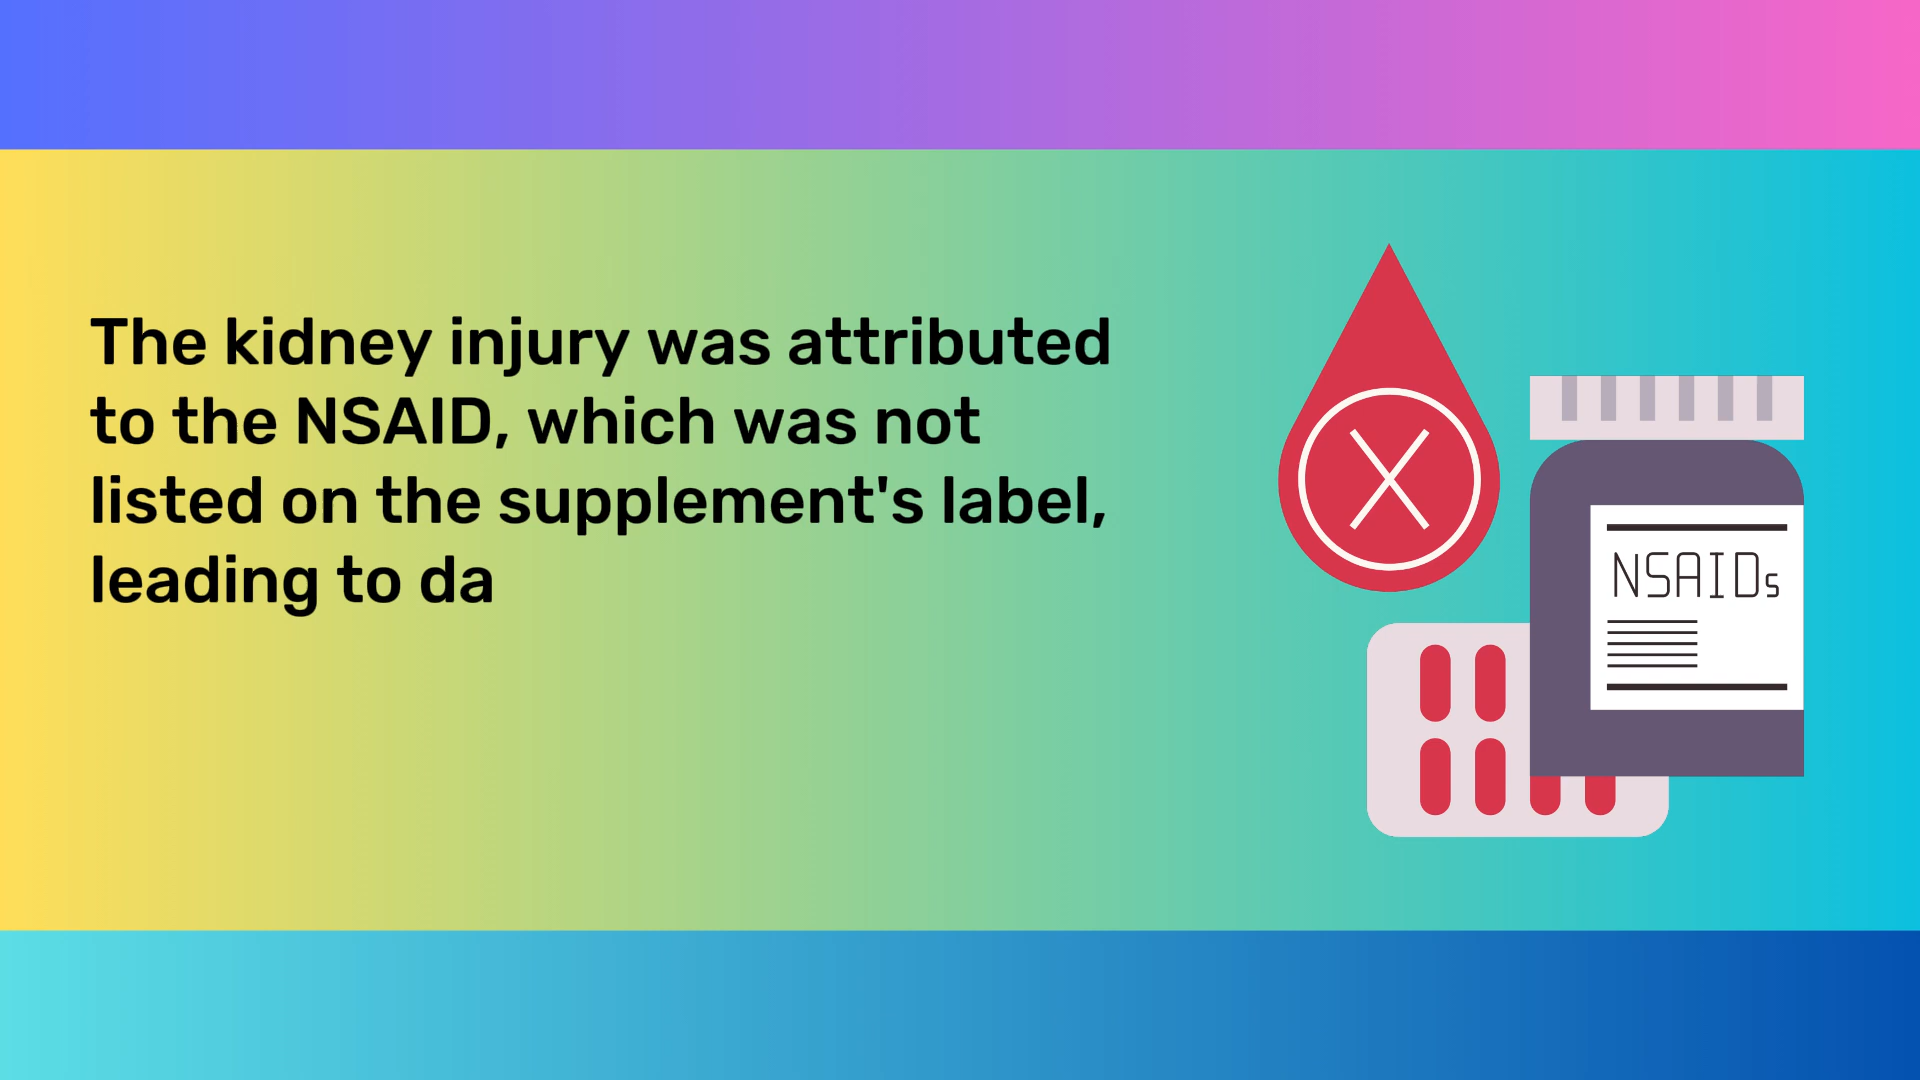 The kidney injury was attributed
to the NSAID, which was not
listed on the supplement's label,
leading to da
NSAIDs